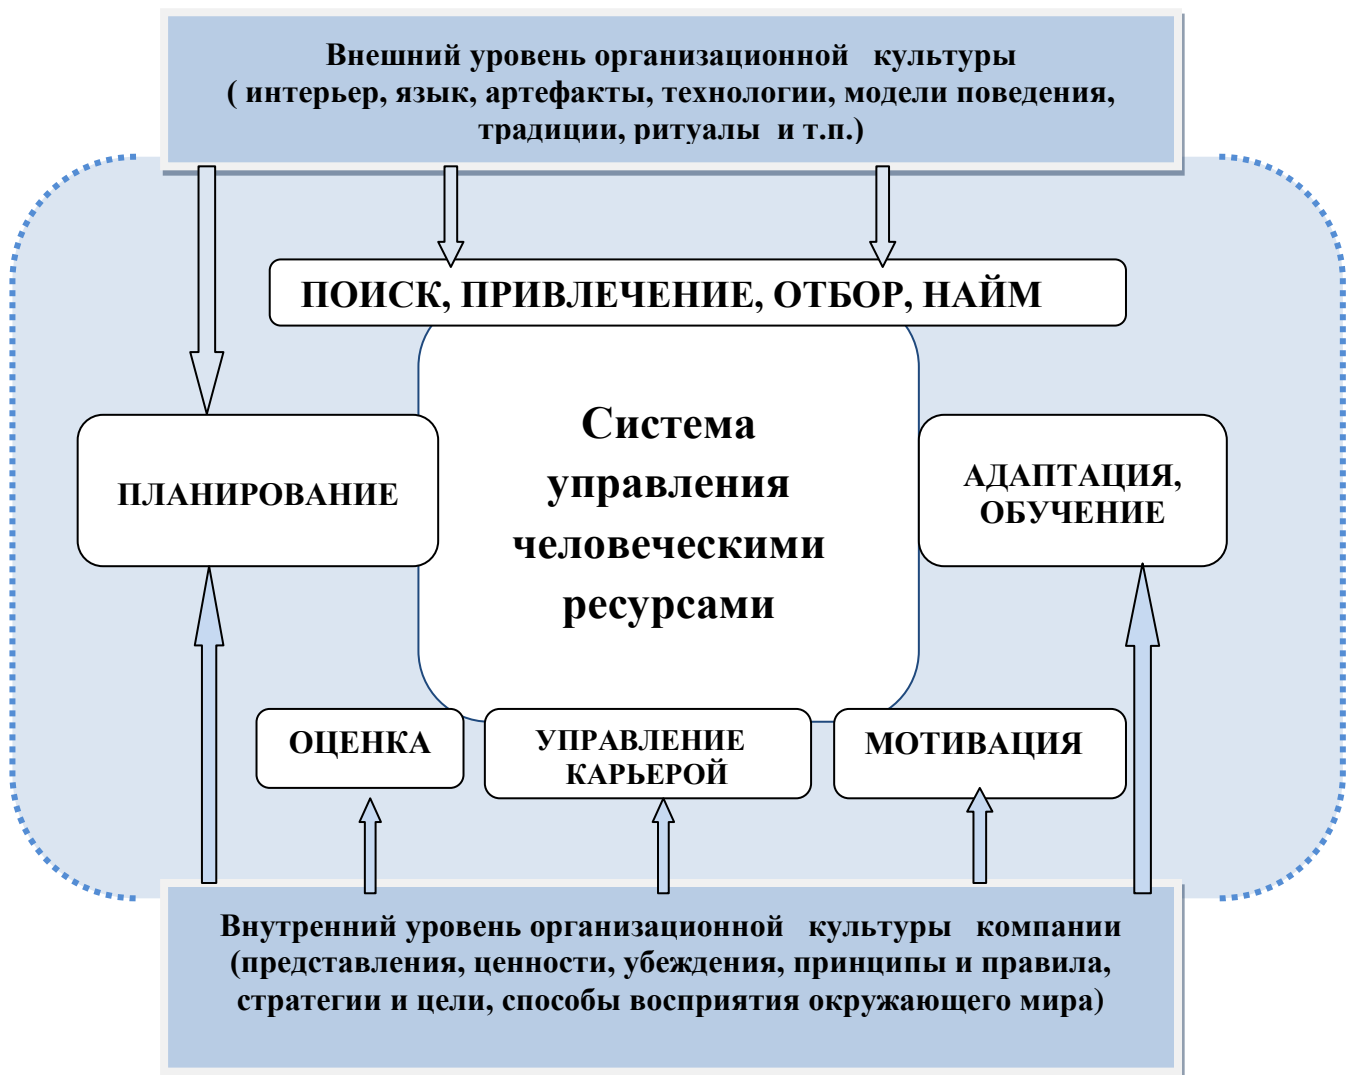 Внешний уровень организационной культуры
( интерьер, язык, артефакты, технологии, модели поведения,
традиции, ритуалы и т.п.)
ПОИСК, ПРИВЛЕЧЕНИЕ, ОТБОР, НАЙМ
ПЛАНИРОВАНИЕ
Система
управления
человеческими
ресурсами
АДАПТАЦИЯ,
ОБУЧЕНИЕ
ОЦЕНКА
УПРАВЛЕНИЕ
КАРЬЕРОЙ
МОТИВАЦИЯ
Внутренний уровень организационной культуры компании
(представления, ценности, убеждения, принципы и правила,
стратегии и цели, способы восприятия окружающего мира)